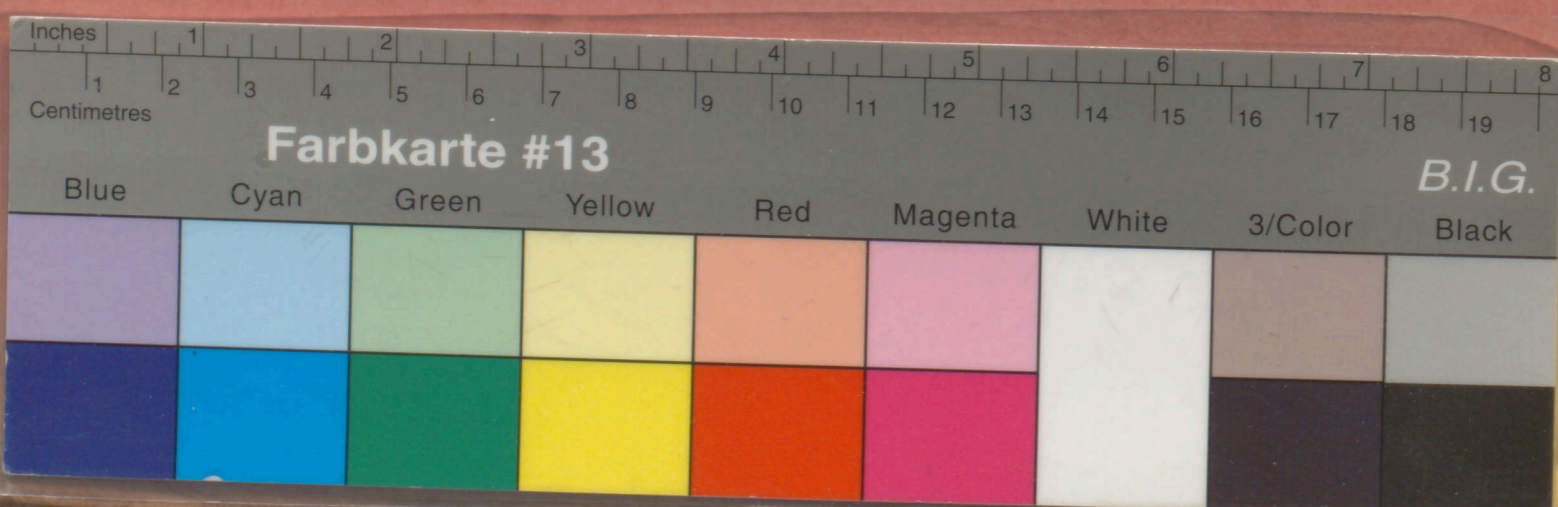 Inches 1 2 3 4 5 6 7 8
1 2 3 4 5 6 7 8 9 10 11 12 13 14 15 16 17 18 19
Centimetres
Farbkarte #13
B.I.G.
Blue Cyan Green Yellow Red Magenta White 3/Color Black